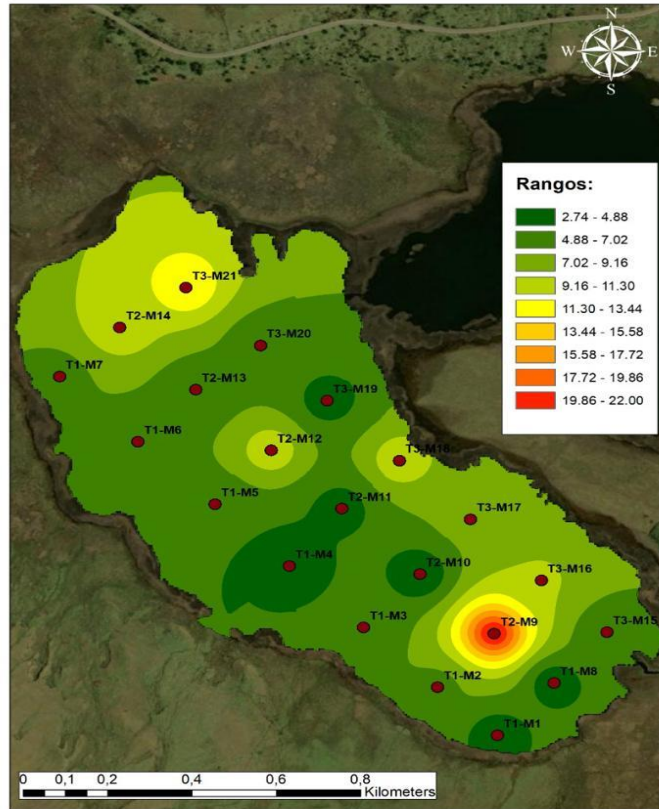 N
W E
S
Rangos:
2.74 - 4.88
4.88 - 7.02
7.02 - 9.16
9.16 - 11.30
11.30 - 13.44
13.44 - 15.58
15.58 - 17.72
17.72 - 19.86
19.86 - 22.00
T3-M21
T2-M14
T3-M20
T1-M7
T2-M13
T3-M19
T1-M6
T2-M12
T3-M18
T1-M5
T2-M11
T3-M17
T1-M4
T2-M10
T3-M16
T1-M3
T2-M9
T3-M15
T1-M2
T1-M8
T1-M1
0 0,1 0,2 0,4 0,6 0,8
Kilometers